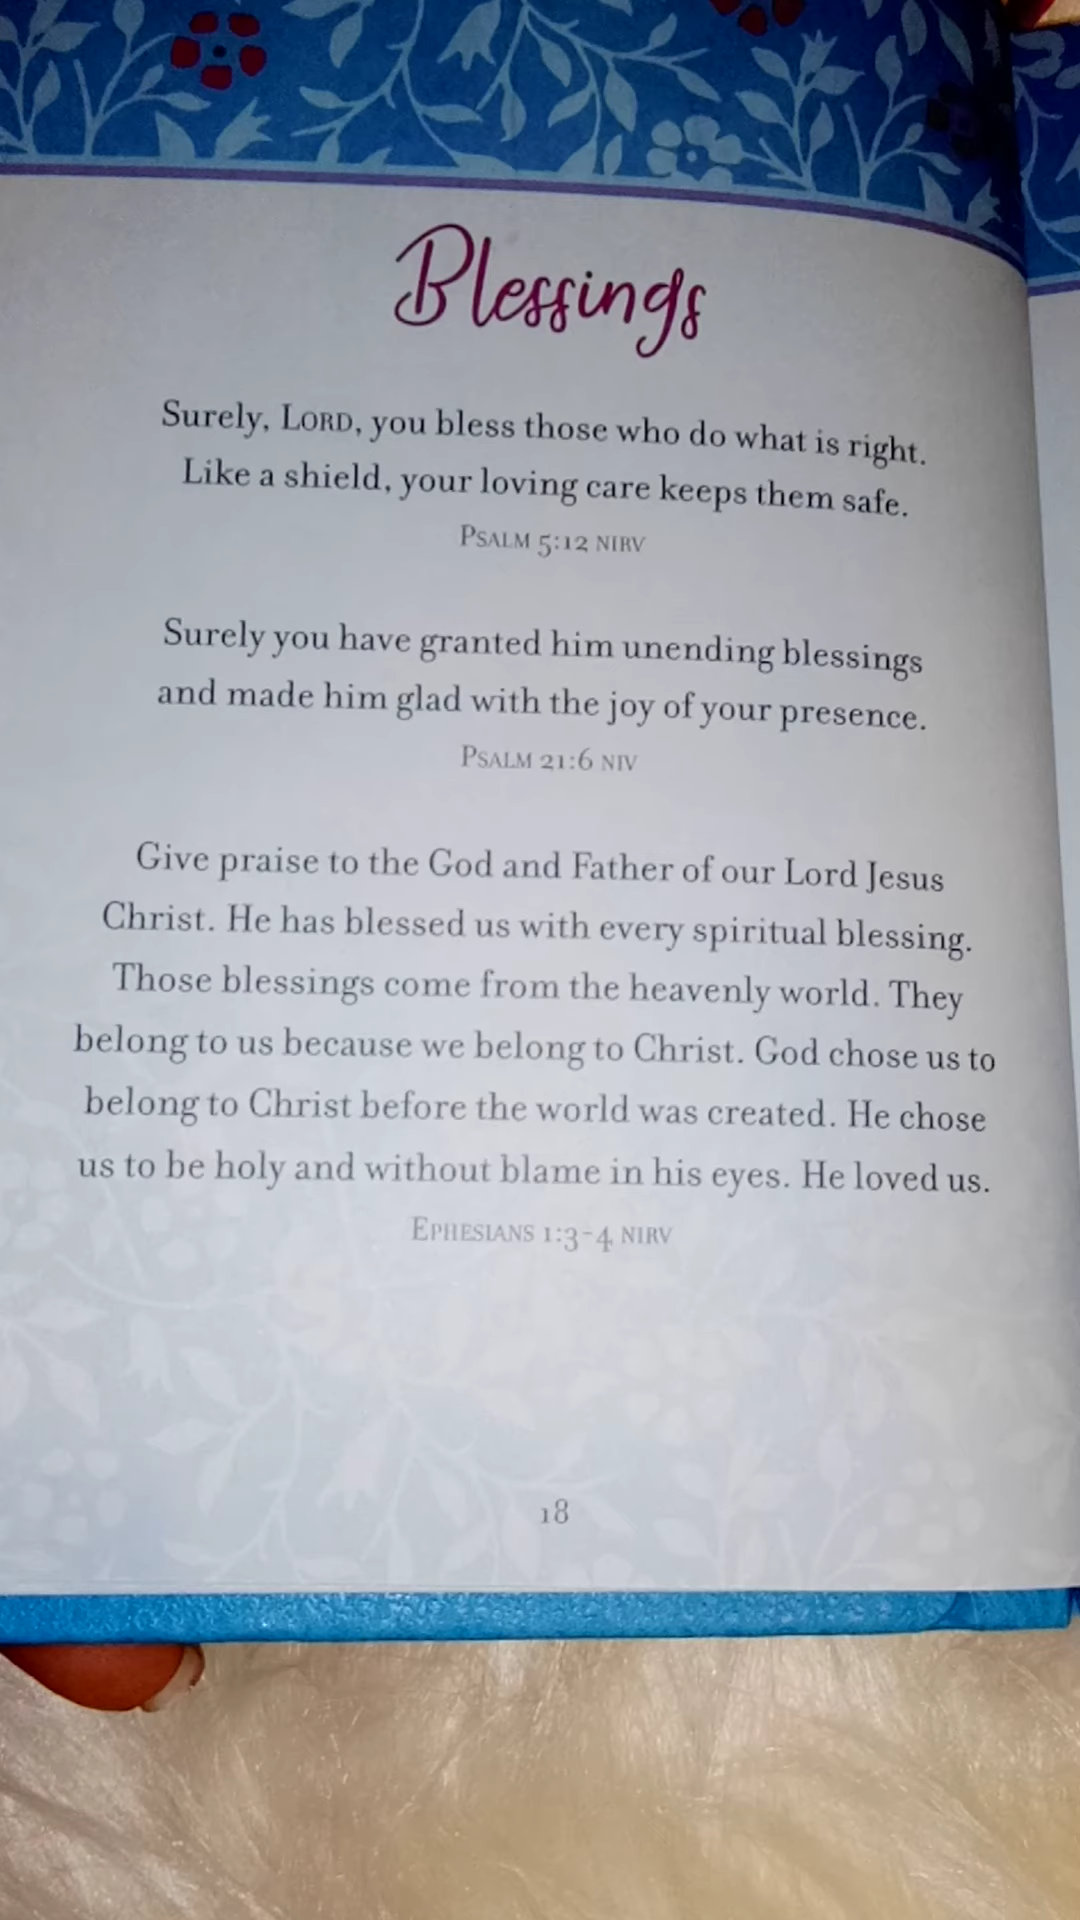 Blessings
Surely, LORD, you bless those who do what is right.
Like a shield, your loving care keeps them safe.
PSALM 5:12 NIRV
Surely you have granted him unending blessings
and made him glad with the joy of your presence.
PSALM 21:6 NIV
Give praise to the God and Father of our Lord Jesus
Christ. He has blessed us with every spiritual blessing.
Those blessings come from the heavenly world. They
belong to us because we belong to Christ. God chose us to
belong to Christ before the world was created. He chose
us to be holy and without blame in his eyes. He loved us.
EPHESIANS 1:3-4 NIRV
18